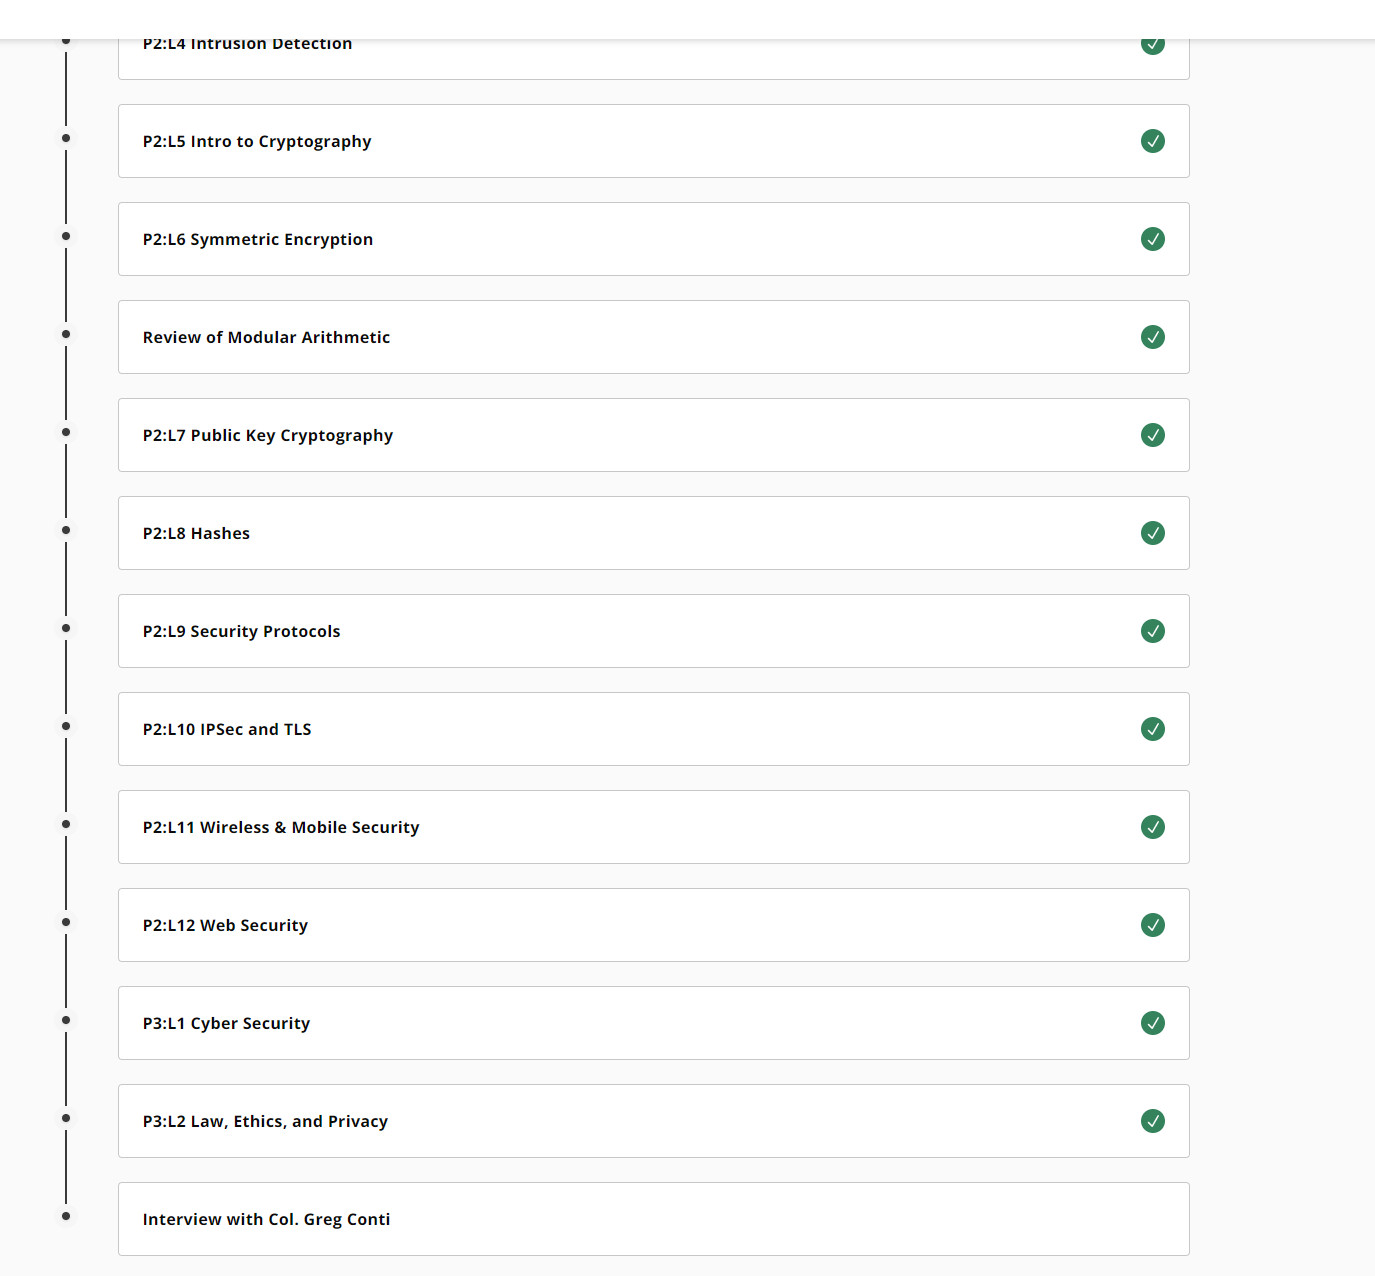 P2:L4 Intrusion Detection
P2:L5 Intro to Cryptography
P2:L6 Symmetric Encryption
Review of Modular Arithmetic
P2:L7 Public Key Cryptography
P2:L8 Hashes
P2:L9 Security Protocols
P2:L10 IPSec and TLS
P2:L11 Wireless & Mobile Security
P2:L12 Web Security
P3:L1 Cyber Security
P3:L2 Law, Ethics, and Privacy
Interview with Col. Greg Conti